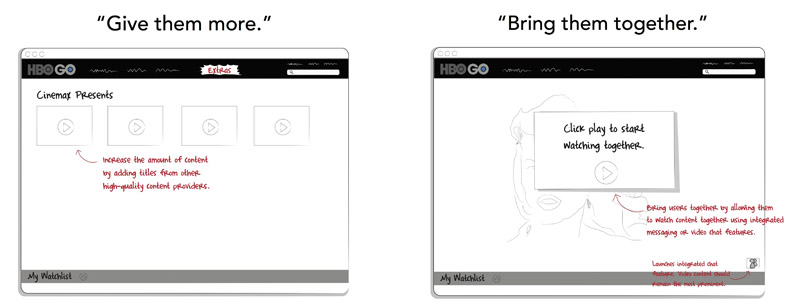 “Give them more.”
HBO GO
Extras
Cinemax Presents
Increase the amount of content
by adding titles from other
high-quality content providers.
My Watchlist
“Bring them together.”
HBO GO
Click play to start
watching together.
Bring users together by allowing them
to watch content together using integrated
messaging or video chat features.
Launches integrated chat
feature. Video content should
remain the most prominent.
My Watchlist